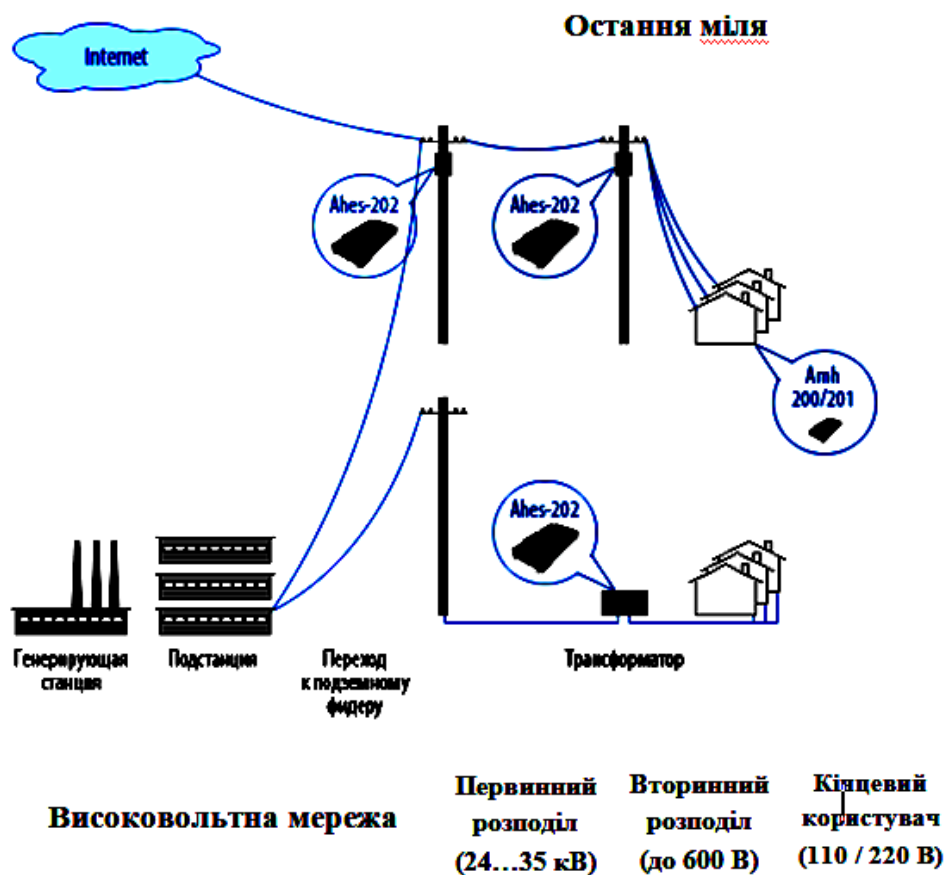 Остання міля
Internet
Ahes-202
Ahes-202
Amh
200/201
Ahes-202
Генерирующая
станция
Подстанция
Переход
к подземному
фидеру
Трансформатор
Високовольтна мережа
Первинний
розподіл
(24...35 кВ)
Вторинний
розподіл
(до 600 В)
Кінцевий
користувач
(110 / 220 В)